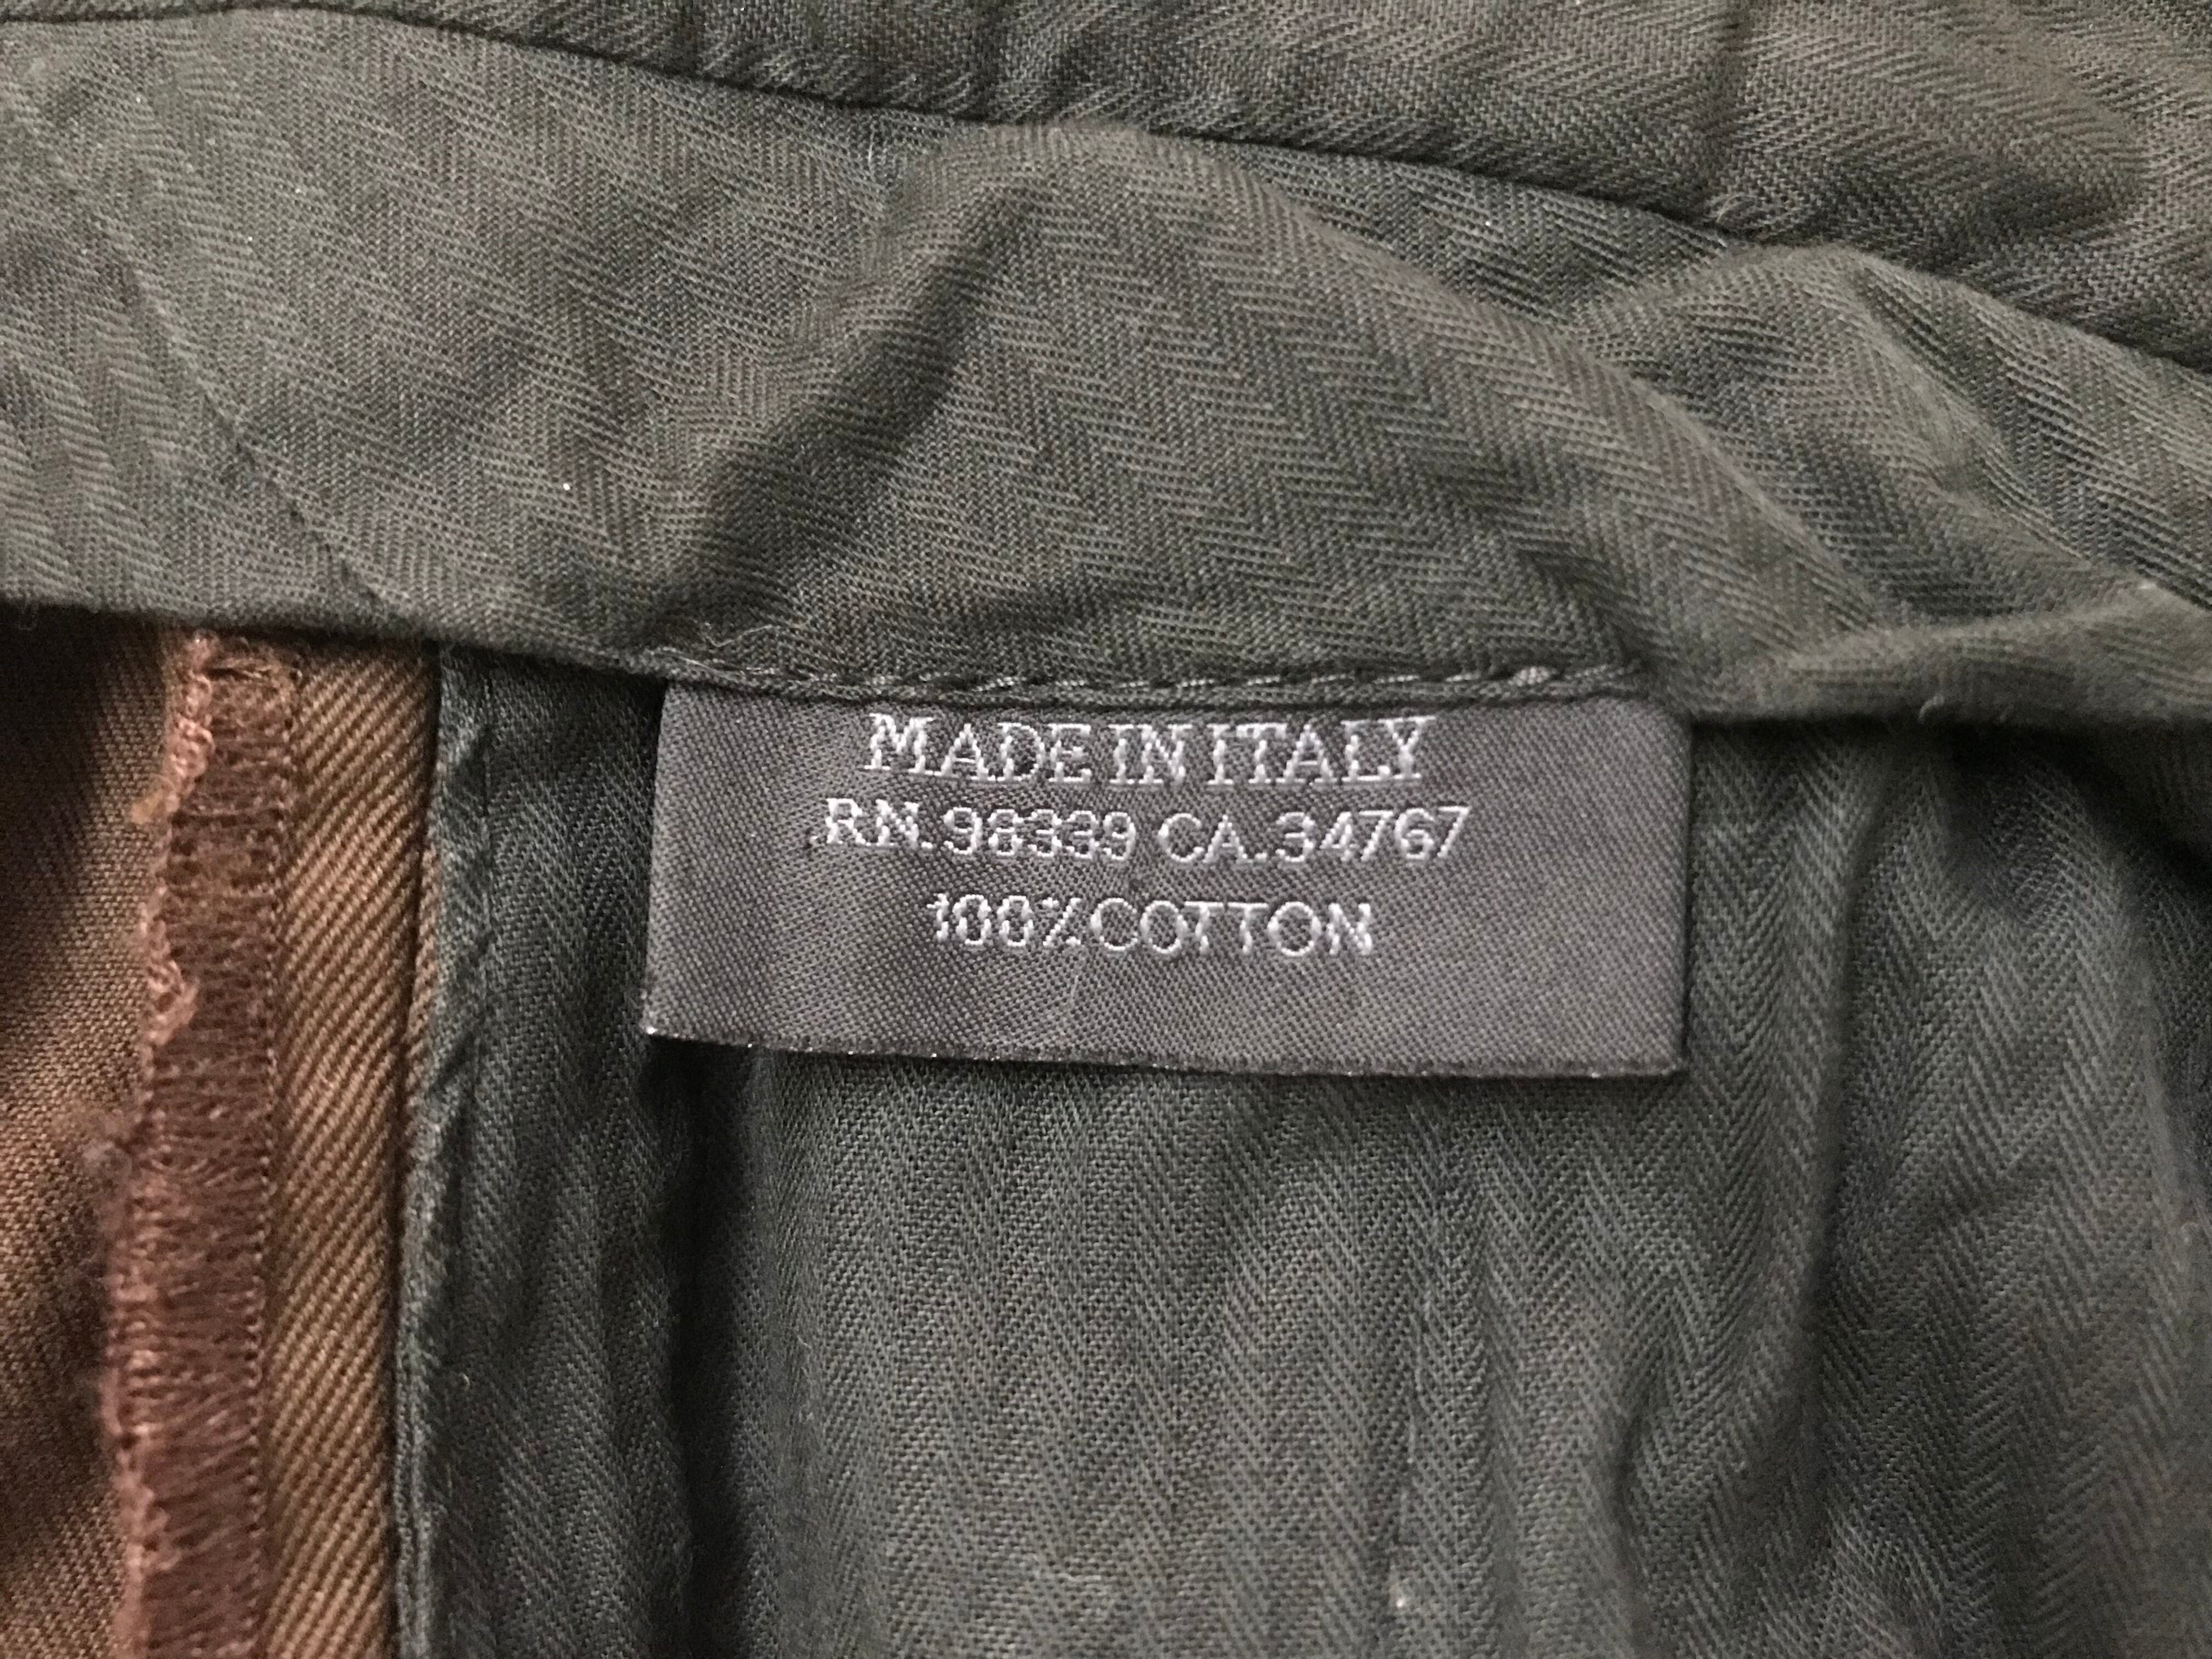 MADE IN ITALY
RN.98339 CA.34767
100% COTTON